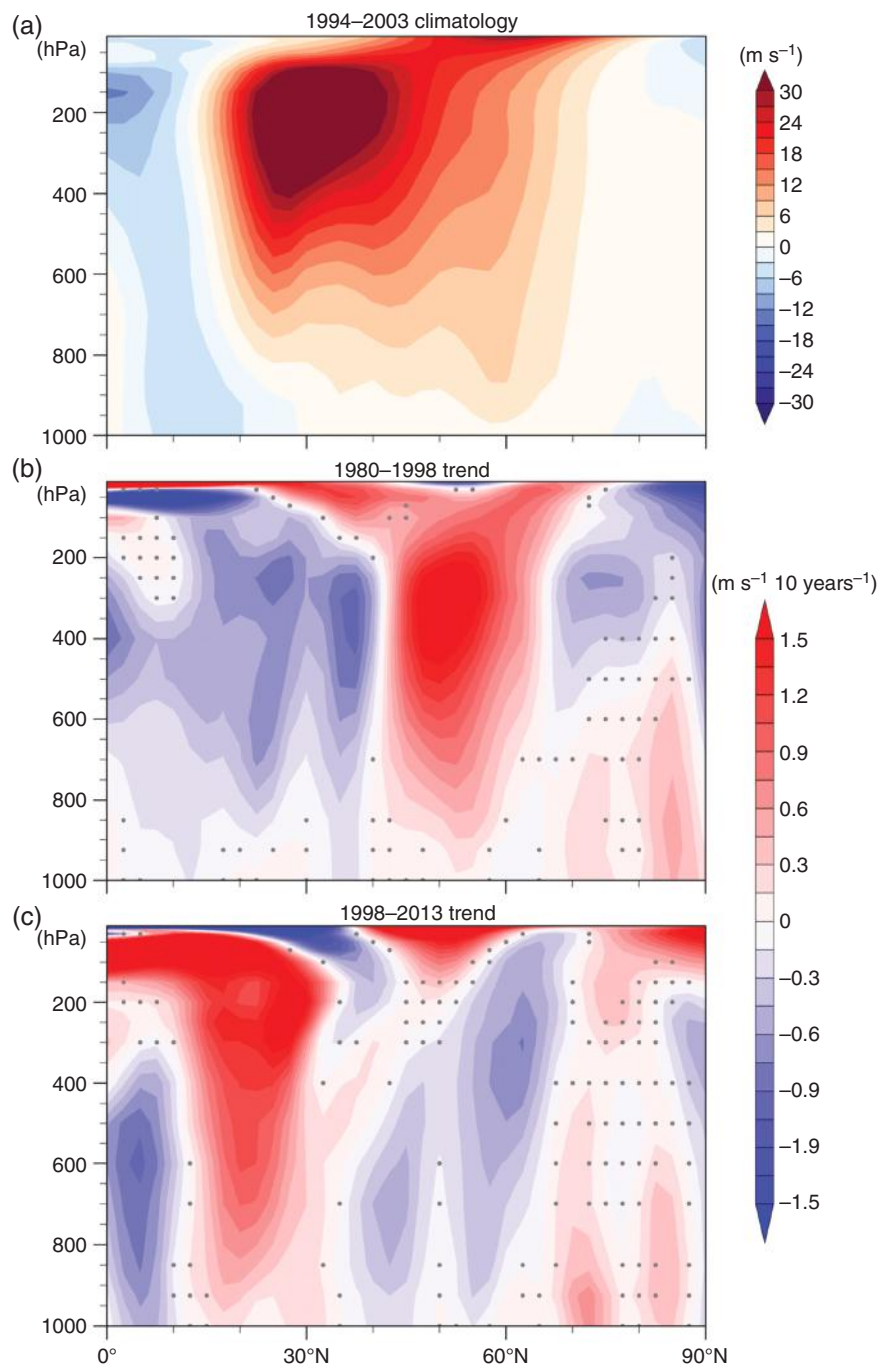 (a)
1994–2003 climatology
(hPa)
200
400
600
800
1000
(m s⁻¹)
30
24
18
12
6
0
–6
–12
–18
–24
–30
(b)
1980–1998 trend
(hPa)
200
400
600
800
1000
(m s⁻¹ 10 years⁻¹)
1.5
1.2
0.9
0.6
0.3
0
–0.3
–0.6
–0.9
–1.9
–1.5
(c)
1998–2013 trend
(hPa)
200
400
600
800
1000
0°
30°N
60°N
90°N